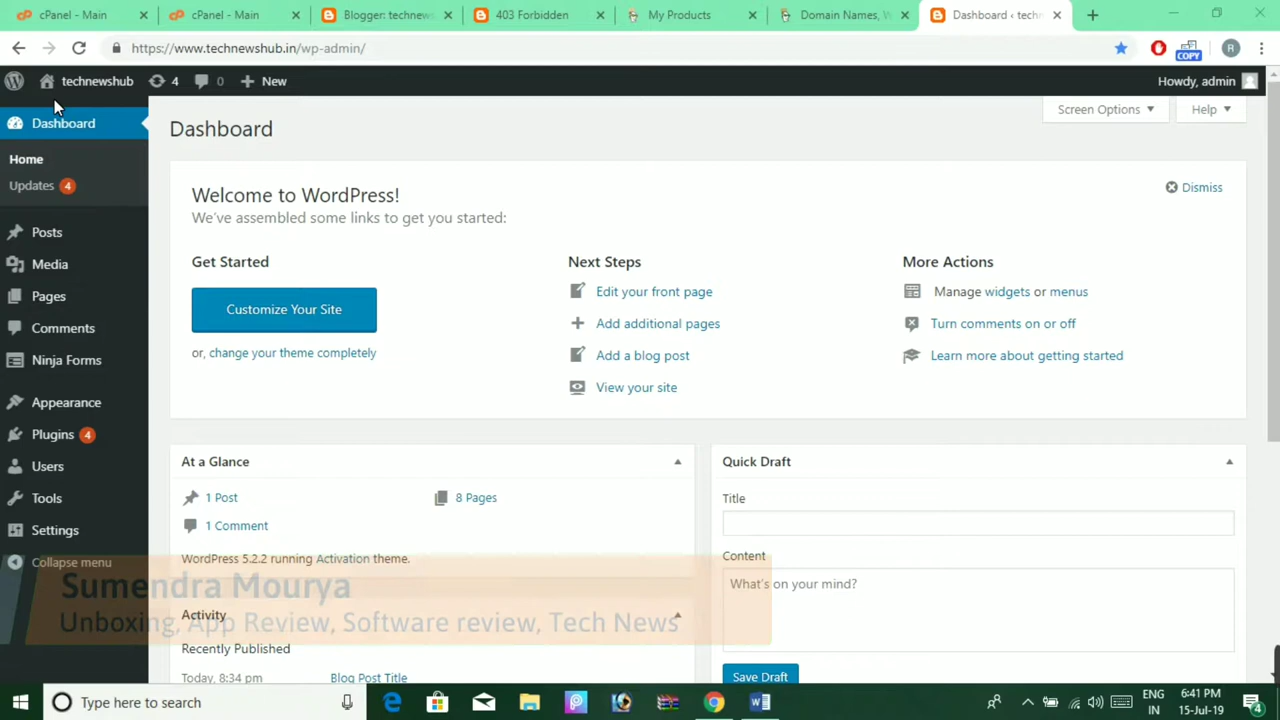 cPanel - Main
cPanel - Main
Blogger: technews
403 Forbidden
My Products
Domain Names, W
Dashboard ‹ techn
https://www.technewshub.in/wp-admin/
COPY
R
technewshub
4
0
New
Howdy, admin
Dashboard
Home
Updates 4
Posts
Media
Pages
Comments
Ninja Forms
Appearance
Plugins 4
Users
Tools
Settings
Collapse menu
Dashboard
Screen Options
Help
Welcome to WordPress!
We've assembled some links to get you started:
Dismiss
Get Started
Customize Your Site
or, change your theme completely
Next Steps
Edit your front page
Add additional pages
Add a blog post
View your site
More Actions
Manage widgets or menus
Turn comments on or off
Learn more about getting started
At a Glance
1 Post
8 Pages
1 Comment
WordPress 5.2.2 running Activation theme.
Activity
Recently Published
Today, 8:34 pm
Blog Post Title
Quick Draft
Title
Content
What's on your mind?
Save Draft
Sumendra Mourya
Unboxing, App Review, Software review, Tech News
Type here to search
ENG
IN
6:41 PM
15-Jul-19
4